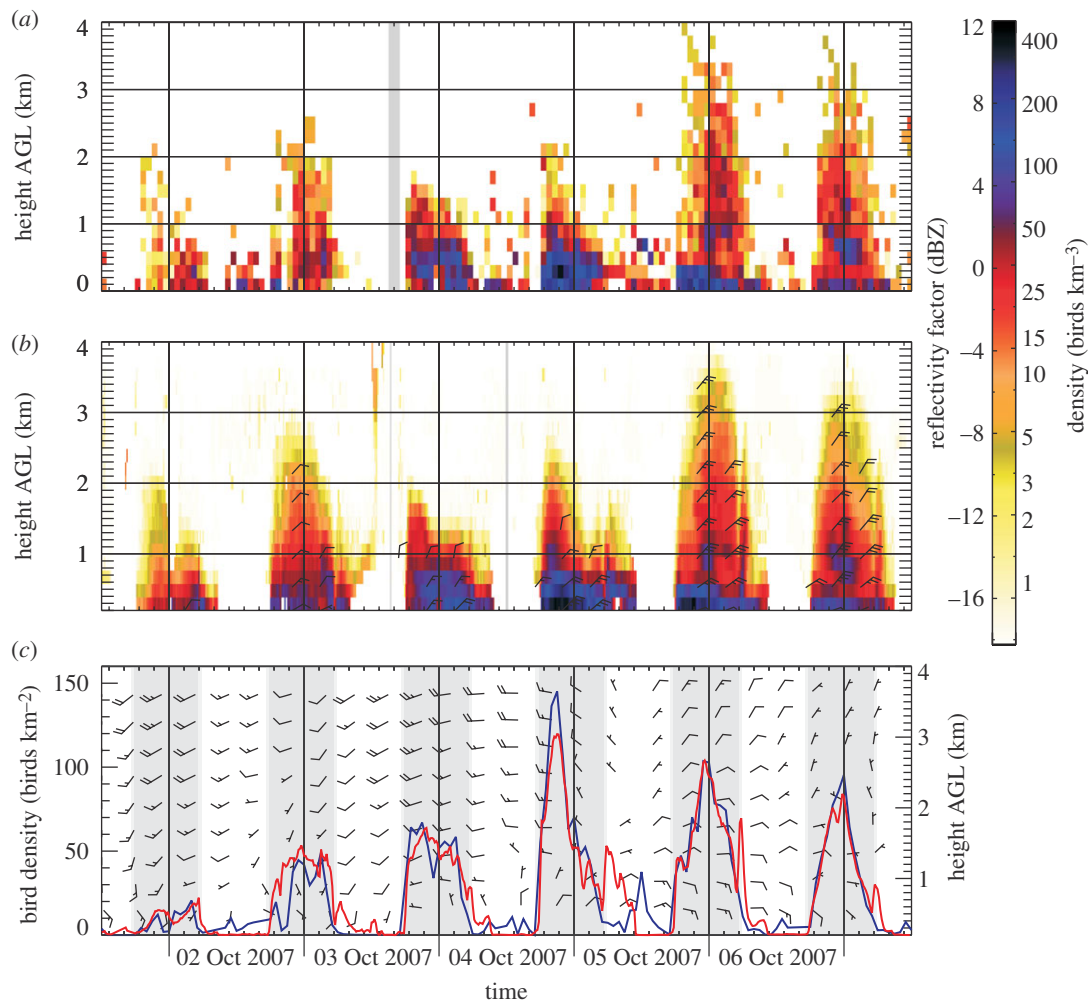 (a)
4
3
2
1
0
height AGL (km)
(b)
4
3
2
1
height AGL (km)
12
8
4
0
−4
−8
−12
−16
reflectivity factor (dBZ)
400
200
100
50
25
15
10
5
3
2
1
density (birds km−3)
(c)
150
100
50
0
bird density (birds km−2)
4
3
2
1
height AGL (km)
02 Oct 2007
03 Oct 2007
04 Oct 2007
05 Oct 2007
06 Oct 2007
time